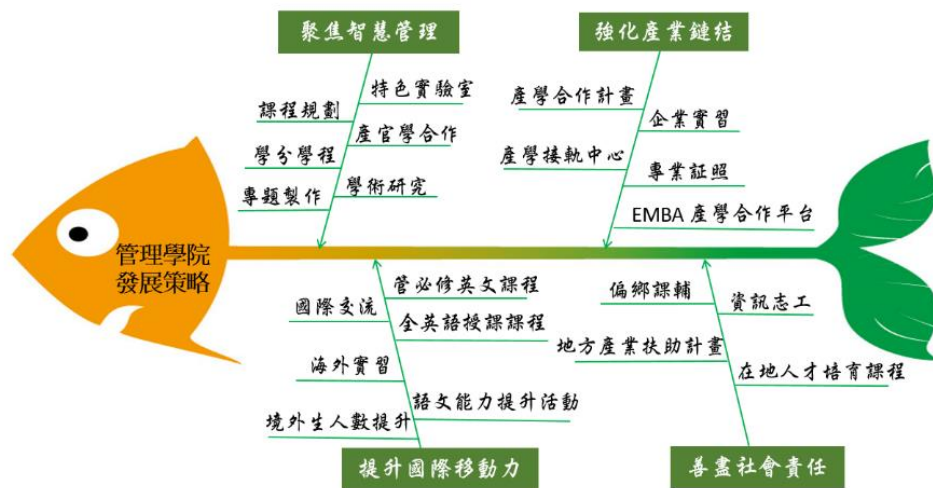 聚焦智慧管理
強化產業鏈結
特色實驗室
課程規劃
產官學合作
學分學程
學術研究
專題製作
產學合作計畫
企業實習
產學接軌中心
專業証照
EMBA 產學合作平台
管理學院
發展策略
管必修英文課程
國際交流
全英語授課課程
海外實習
語文能力提升活動
境外生人數提升
提升國際移動力
偏鄉課輔
資訊志工
地方產業扶助計畫
在地人才培育課程
善盡社會責任